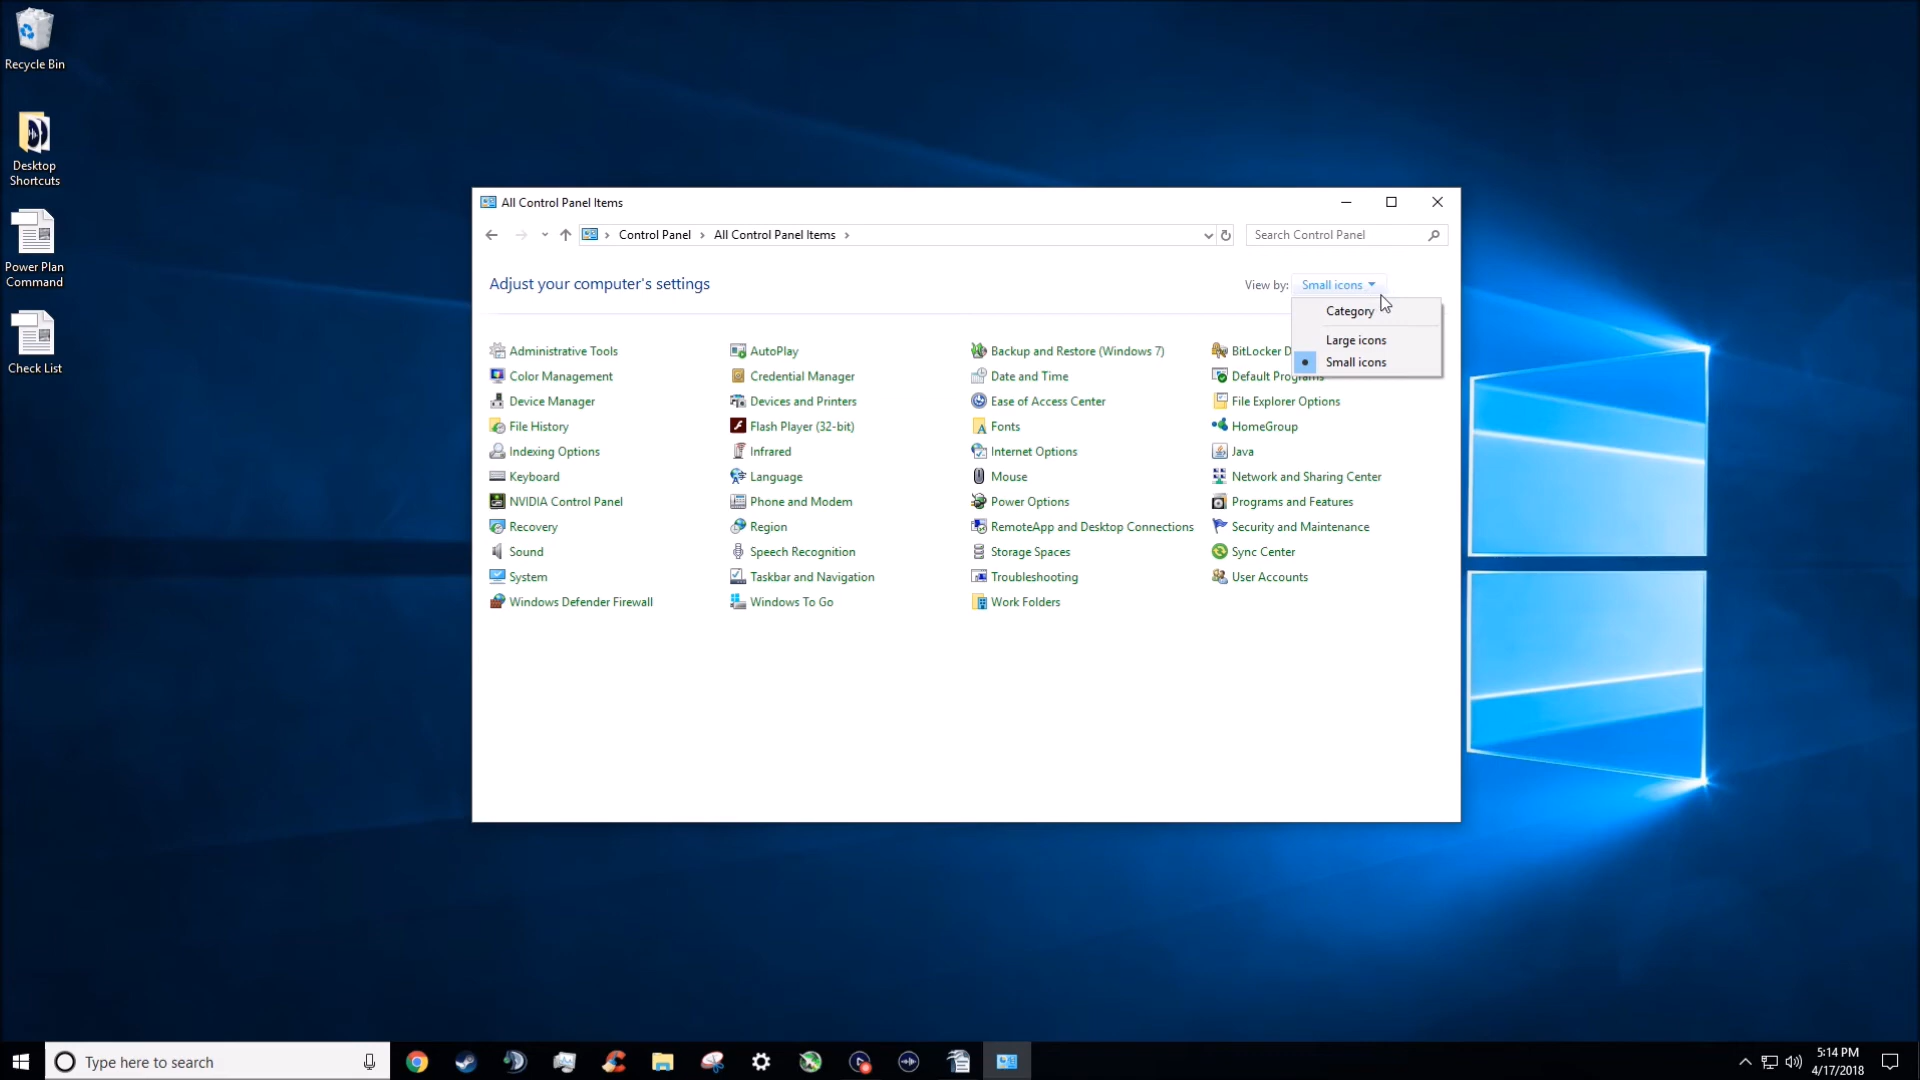 Recycle Bin
Desktop
Shortcuts
Power Plan
Command
Check List
All Control Panel Items
Control Panel
All Control Panel Items
Search Control Panel
Adjust your computer's settings
View by:
Small icons
Category
Large icons
Small icons
Administrative Tools
AutoPlay
Backup and Restore (Windows 7)
BitLocker D
Color Management
Credential Manager
Date and Time
Default Programs
Device Manager
Devices and Printers
Ease of Access Center
File Explorer Options
File History
Flash Player (32-bit)
Fonts
HomeGroup
Indexing Options
Infrared
Internet Options
Java
Keyboard
Language
Mouse
Network and Sharing Center
NVIDIA Control Panel
Phone and Modem
Power Options
Programs and Features
Recovery
Region
RemoteApp and Desktop Connections
Security and Maintenance
Sound
Speech Recognition
Storage Spaces
Sync Center
System
Taskbar and Navigation
Troubleshooting
User Accounts
Windows Defender Firewall
Windows To Go
Work Folders
Type here to search
5:14 PM
4/17/2018